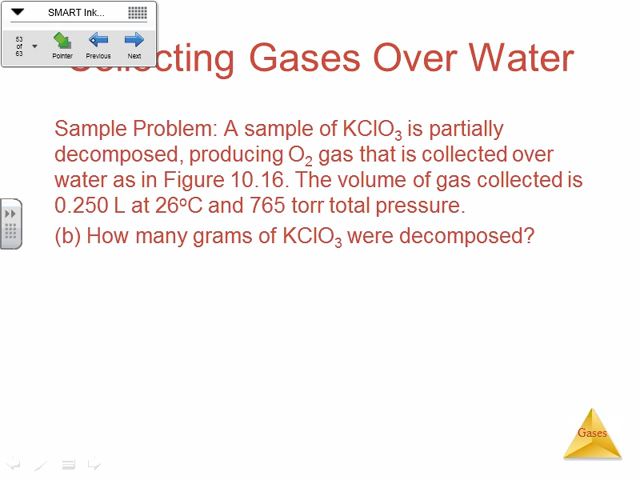 SMART Ink...
53
of
63
Pointer
Previous
Next
Collecting Gases Over Water
Sample Problem: A sample of KClO₃ is partially
decomposed, producing O₂ gas that is collected over
water as in Figure 10.16. The volume of gas collected is
0.250 L at 26ºC and 765 torr total pressure.
(b) How many grams of KClO₃ were decomposed?
Gases